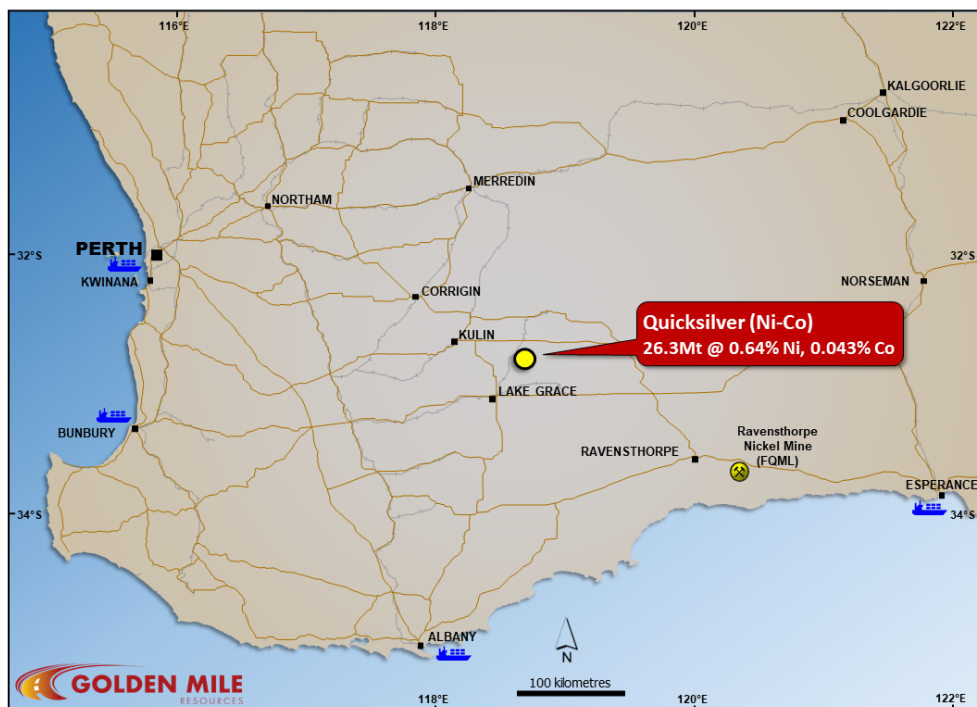 116°E
118°E
120°E
122°E
KALGOORLIE
COOLGARDIE
MERREDIN
NORTHAM
PERTH
32°S
32°S
KWINANA
NORSEMAN
CORRIGIN
Quicksilver (Ni-Co)
26.3Mt @ 0.64% Ni, 0.043% Co
KULIN
LAKE GRACE
BUNBURY
Ravensthorpe
Nickel Mine
(FQML)
RAVENSTHORPE
ESPERANCE
34°S
34°S
ALBANY
N
GOLDEN MILE
RESOURCES
100 kilometres
118°E
120°E
122°E